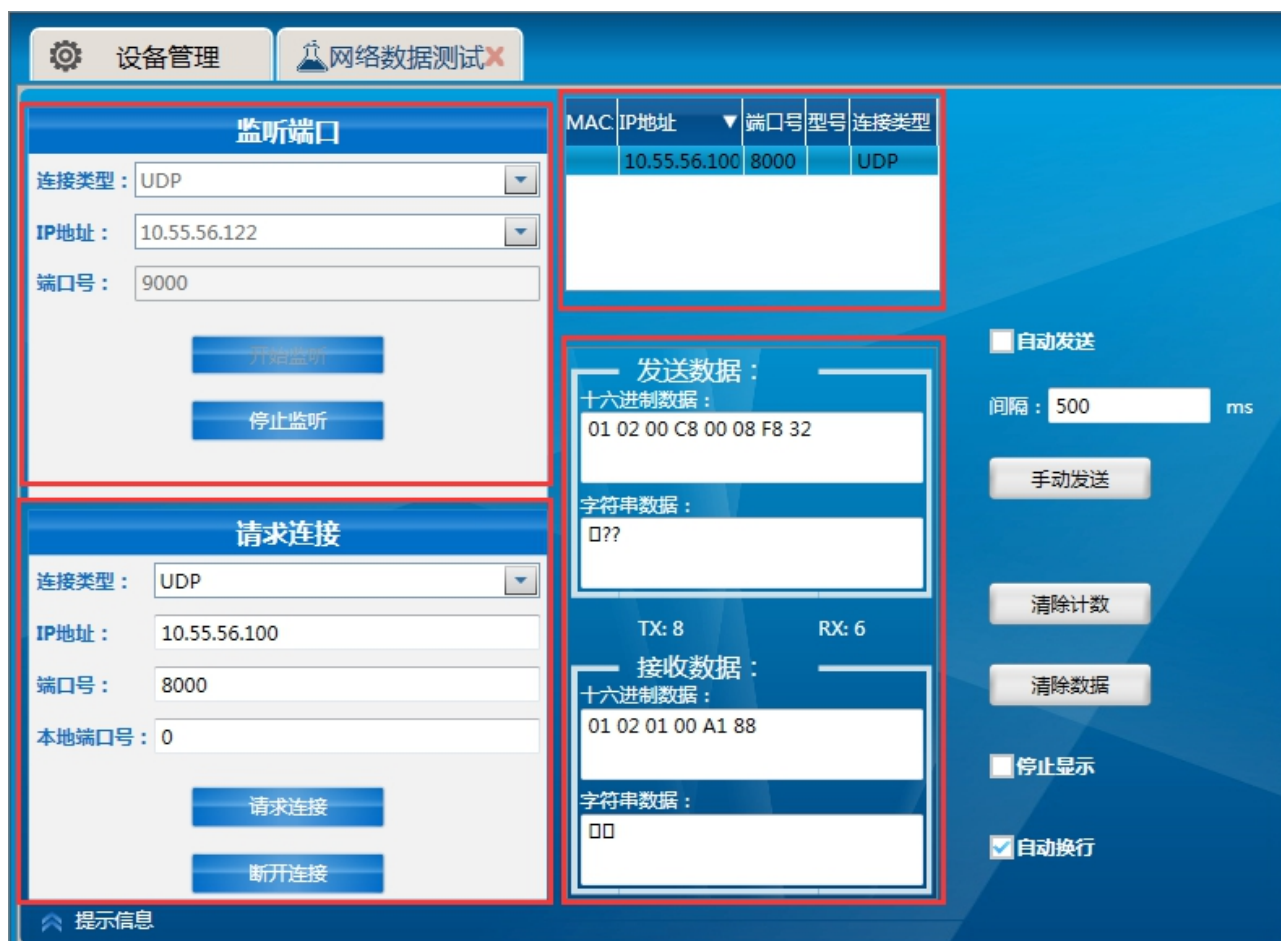 设备管理
网络数据测试
监听端口
连接类型：UDP
IP地址：10.55.56.122
端口号：9000
开始监听
停止监听
请求连接
连接类型：UDP
IP地址：10.55.56.100
端口号：8000
本地端口号：0
请求连接
断开连接
MAC IP地址 ▼ 端口号 型号 连接类型
10.55.56.100 8000 UDP
发送数据：
十六进制数据：
01 02 00 C8 00 08 F8 32
字符串数据：
▯??
TX: 8 RX: 6
接收数据：
十六进制数据：
01 02 01 00 A1 88
字符串数据：
▯▯
自动发送
间隔：500 ms
手动发送
清除计数
清除数据
停止显示
自动换行
提示信息